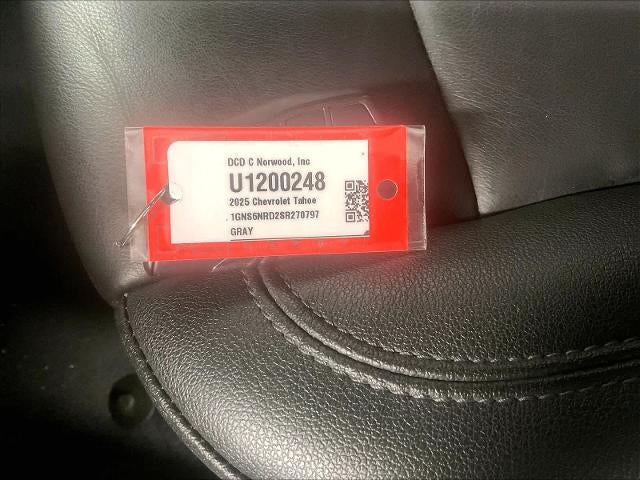 DCD C Norwood, Inc
U1200248
2025 Chevrolet Tahoe
1GNS6NRD2SR270797
GRAY